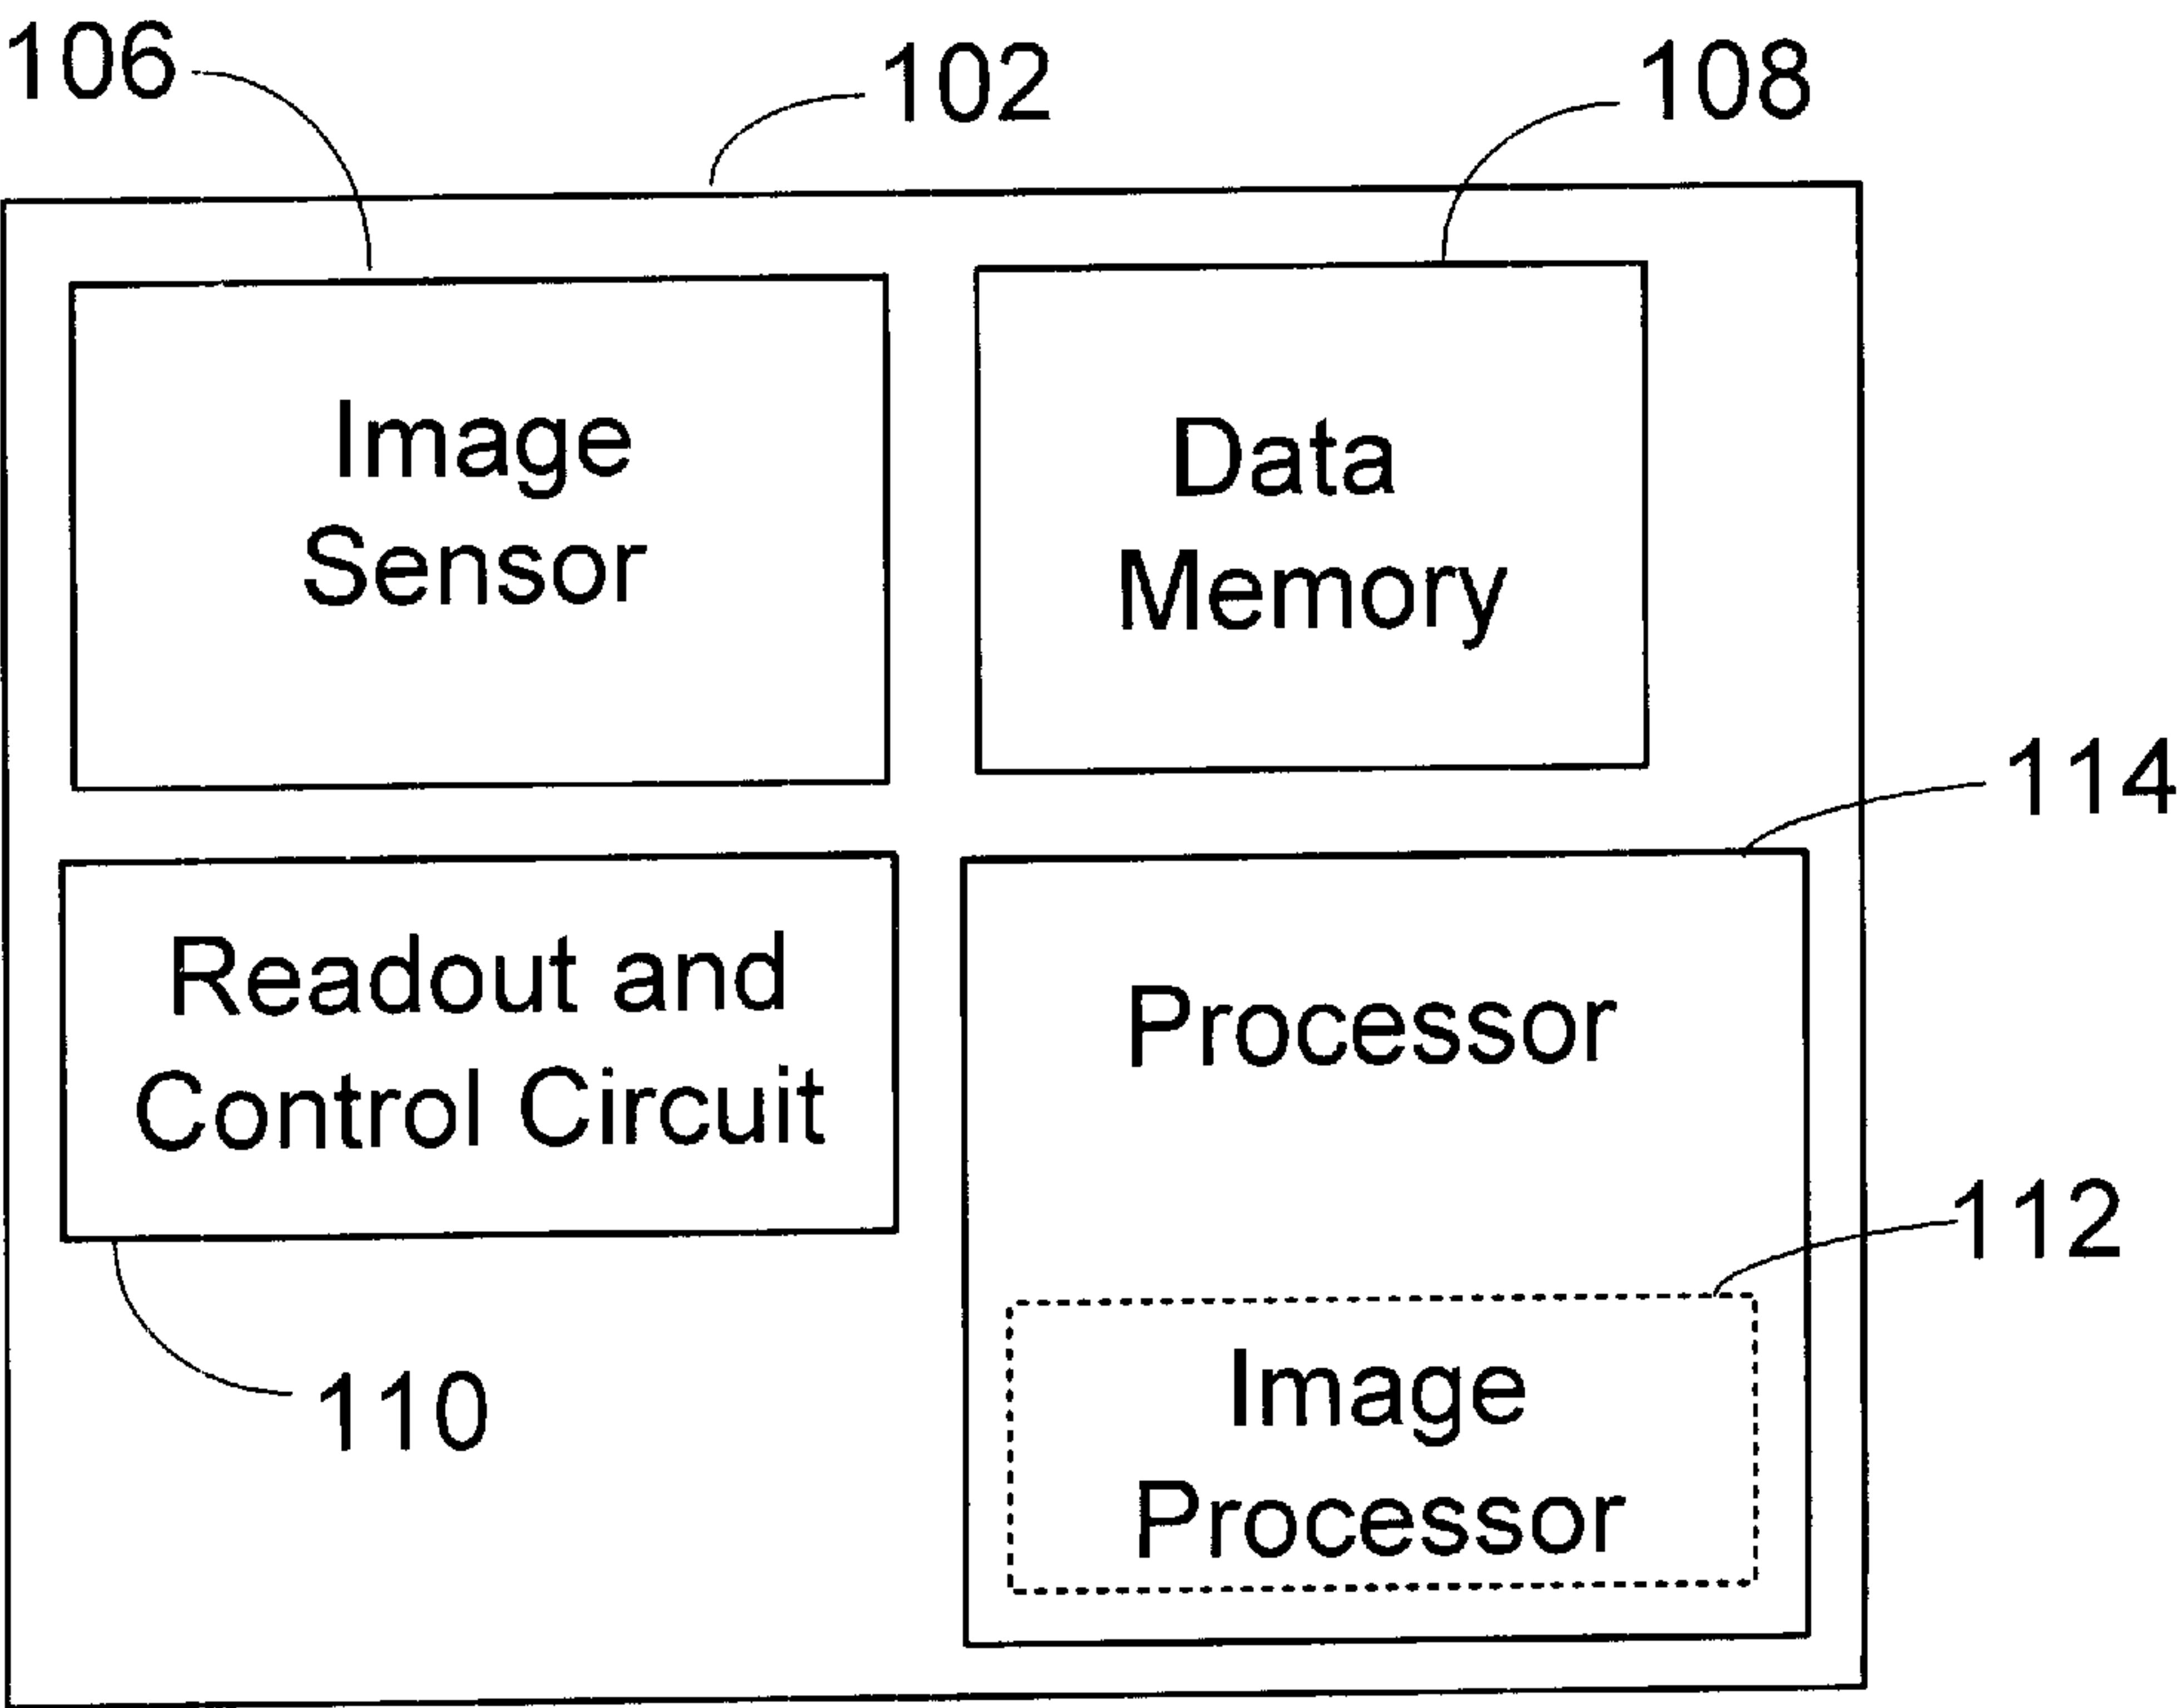 106
102
108
Image
Sensor
Data
Memory
114
Readout and
Control Circuit
Processor
112
Image
Processor
110